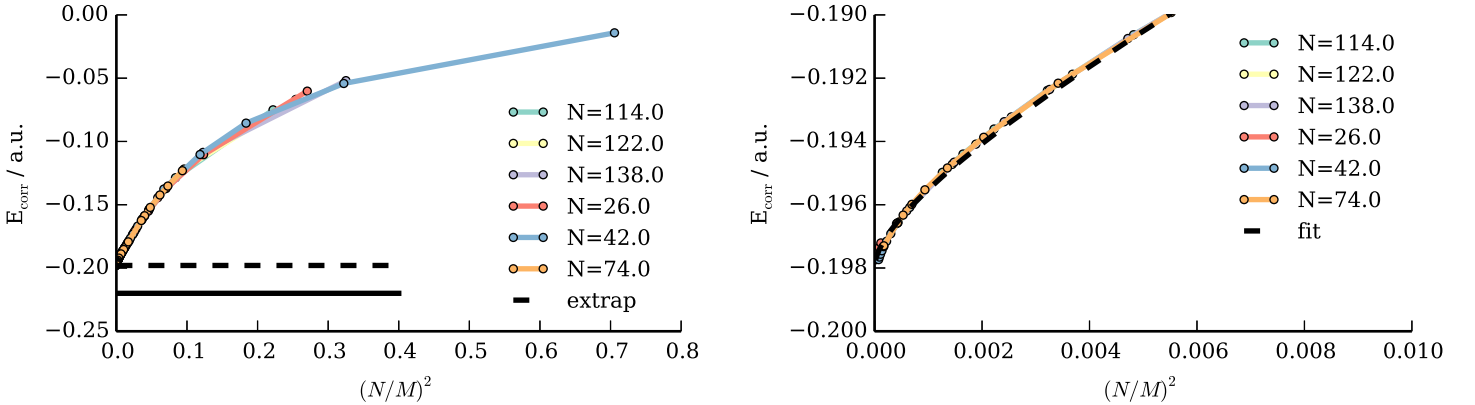 0.00
−0.05
−0.10
−0.15
−0.20
−0.25
E_corr / a.u.
0.0 0.1 0.2 0.3 0.4 0.5 0.6 0.7 0.8
(N/M)²
N=114.0
N=122.0
N=138.0
N=26.0
N=42.0
N=74.0
extrap
−0.190
−0.192
−0.194
−0.196
−0.198
−0.200
E_corr / a.u.
0.000 0.002 0.004 0.006 0.008 0.010
(N/M)²
N=114.0
N=122.0
N=138.0
N=26.0
N=42.0
N=74.0
fit